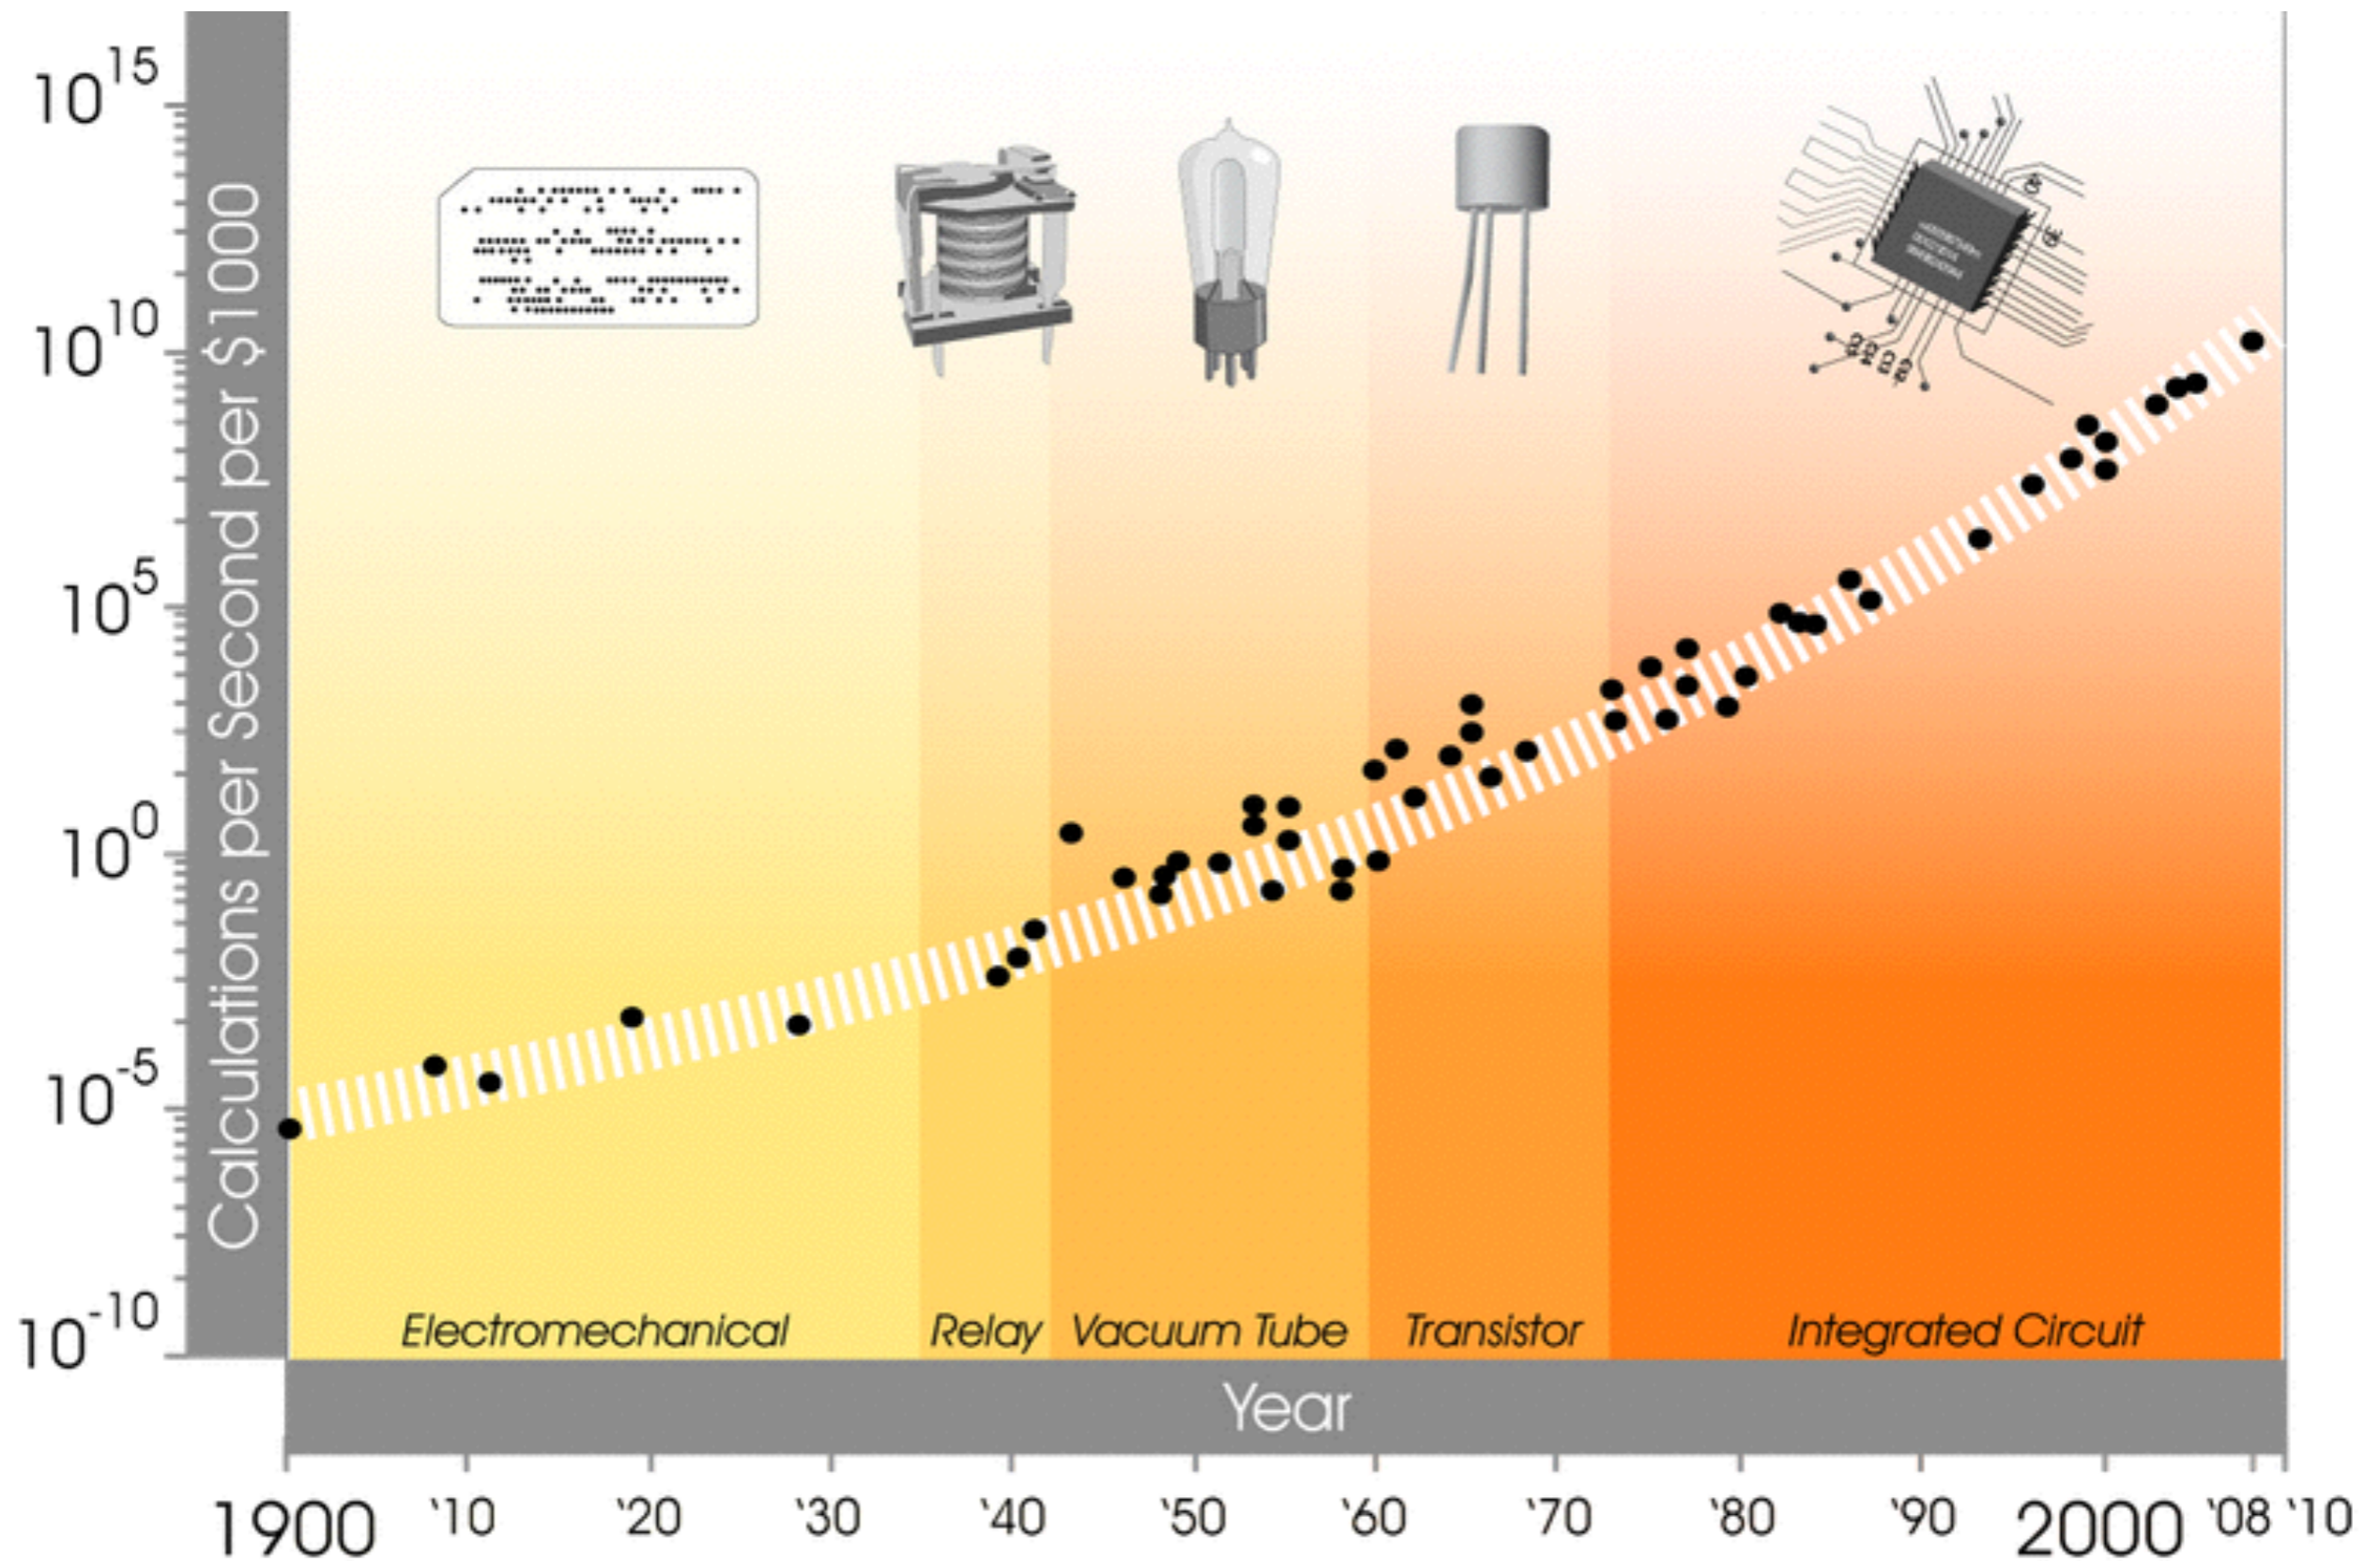 Calculations per Second per $1000
10^15
10^10
10^5
10^0
10^-5
10^-10
Electromechanical
Relay
Vacuum Tube
Transistor
Integrated Circuit
Year
1900 '10 '20 '30 '40 '50 '60 '70 '80 '90 2000 '08 '10